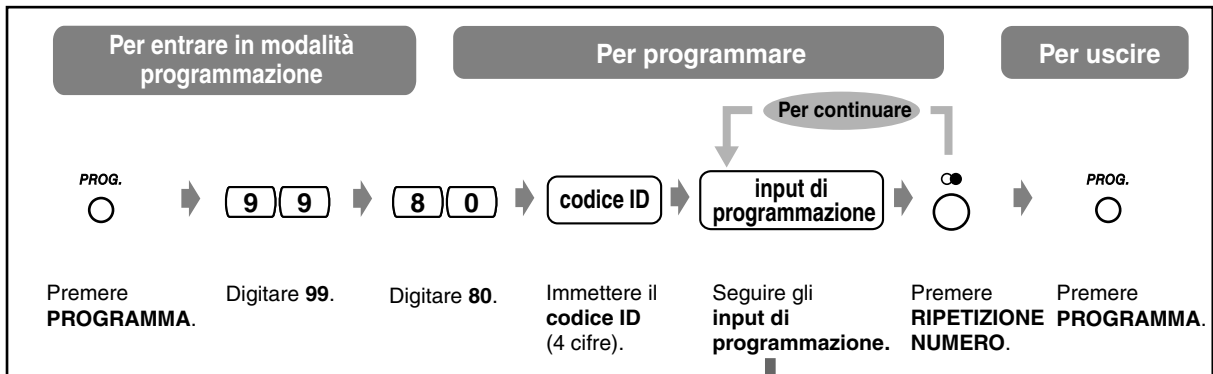 Per entrare in modalità
programmazione
Per programmare
Per uscire
Per continuare
PROG.
9 9
8 0
codice ID
input di
programmazione
PROG.
Premere
PROGRAMMA.
Digitare 99.
Digitare 80.
Immettere il
codice ID
(4 cifre).
Seguire gli
input di
programmazione.
Premere
RIPETIZIONE
NUMERO.
Premere
PROGRAMMA.